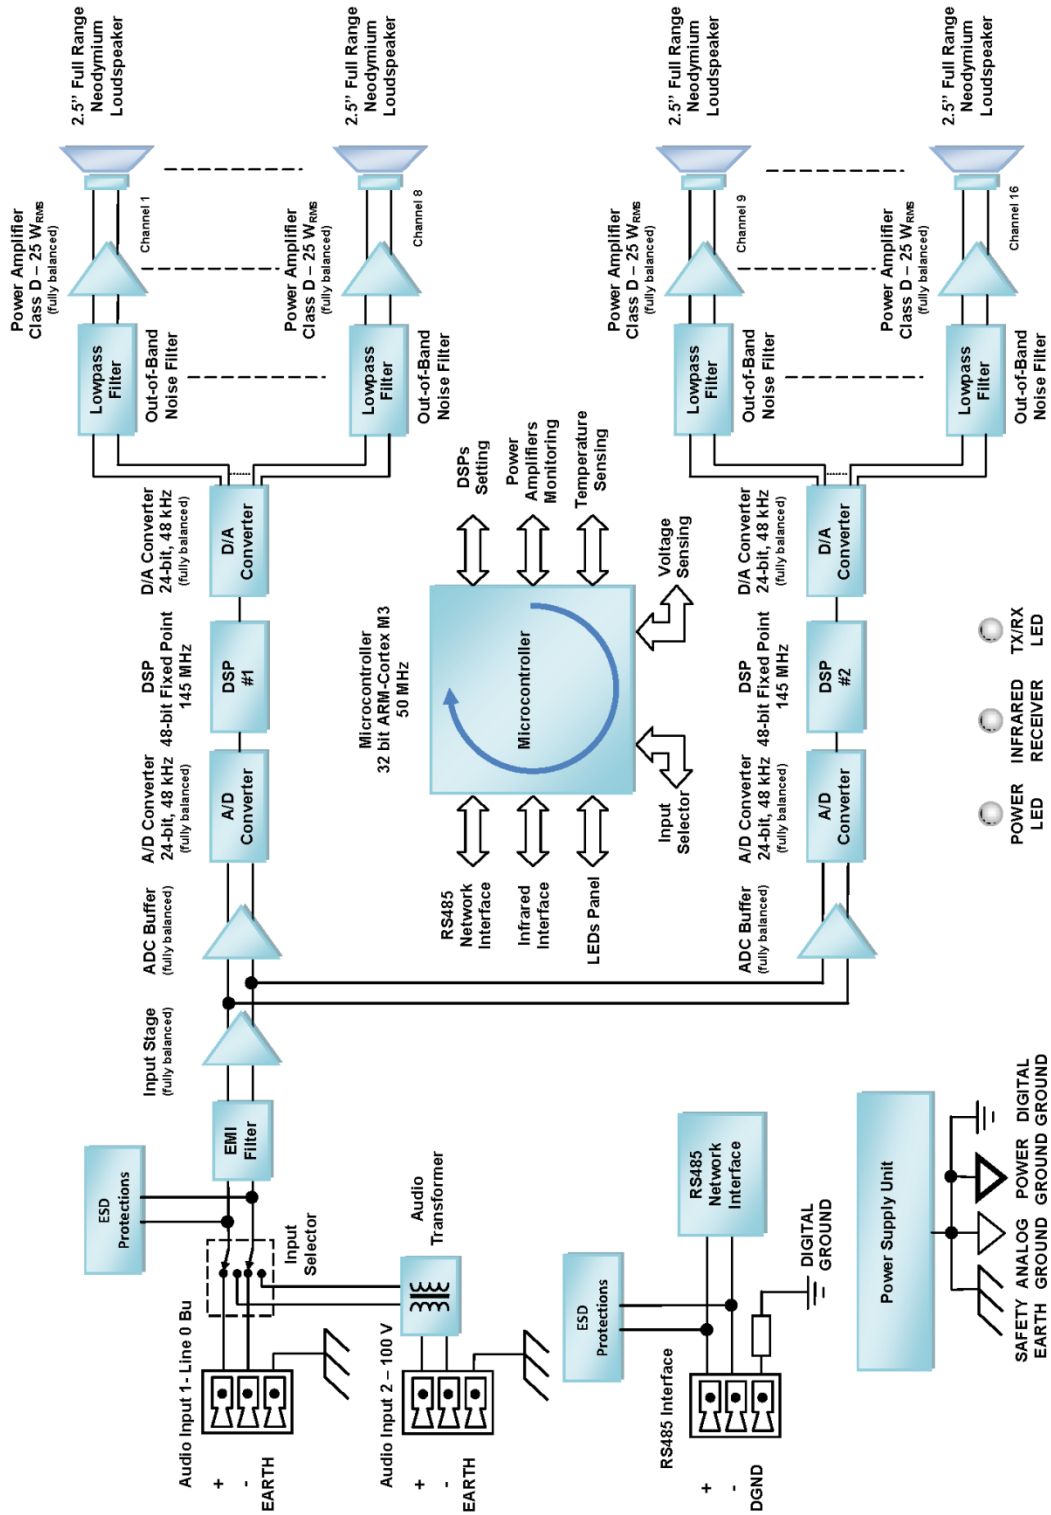 Audio Input 1- Line 0 Bu
+
-
EARTH
Input
Selector
ESD
Protections
EMI
Filter
Input Stage
(fully balanced)
ADC Buffer
(fully balanced)
A/D Converter
24-bit, 48 kHz
(fully balanced)
A/D
Converter
DSP
48-bit Fixed Point
145 MHz
DSP
#1
D/A Converter
24-bit, 48 kHz
(fully balanced)
D/A
Converter
Lowpass
Filter
Out-of-Band
Noise Filter
Power Amplifier
Class D – 25 WRMS
(fully balanced)
Channel 1
2.5" Full Range
Neodymium
Loudspeaker
Lowpass
Filter
Out-of-Band
Noise Filter
Power Amplifier
Class D – 25 WRMS
(fully balanced)
Channel 8
2.5" Full Range
Neodymium
Loudspeaker
Audio Input 2 – 100 V
+
-
EARTH
Audio
Transformer
Microcontroller
32 bit ARM-Cortex M3
50 MHz
Microcontroller
RS485
Network
Interface
Infrared
Interface
LEDs Panel
Input
Selector
DSPs
Setting
Power
Amplifiers
Monitoring
Temperature
Sensing
Voltage
Sensing
RS485 Interface
+
-
DGND
ESD
Protections
RS485
Network
Interface
DIGITAL
GROUND
ADC Buffer
(fully balanced)
A/D Converter
24-bit, 48 kHz
(fully balanced)
A/D
Converter
DSP
48-bit Fixed Point
145 MHz
DSP
#2
D/A Converter
24-bit, 48 kHz
(fully balanced)
D/A
Converter
Lowpass
Filter
Out-of-Band
Noise Filter
Power Amplifier
Class D – 25 WRMS
(fully balanced)
Channel 9
2.5" Full Range
Neodymium
Loudspeaker
Lowpass
Filter
Out-of-Band
Noise Filter
Power Amplifier
Class D – 25 WRMS
(fully balanced)
Channel 16
2.5" Full Range
Neodymium
Loudspeaker
Power Supply Unit
SAFETY
EARTH
ANALOG
GROUND
POWER
GROUND
DIGITAL
GROUND
POWER
LED
INFRARED
RECEIVER
TX/RX
LED